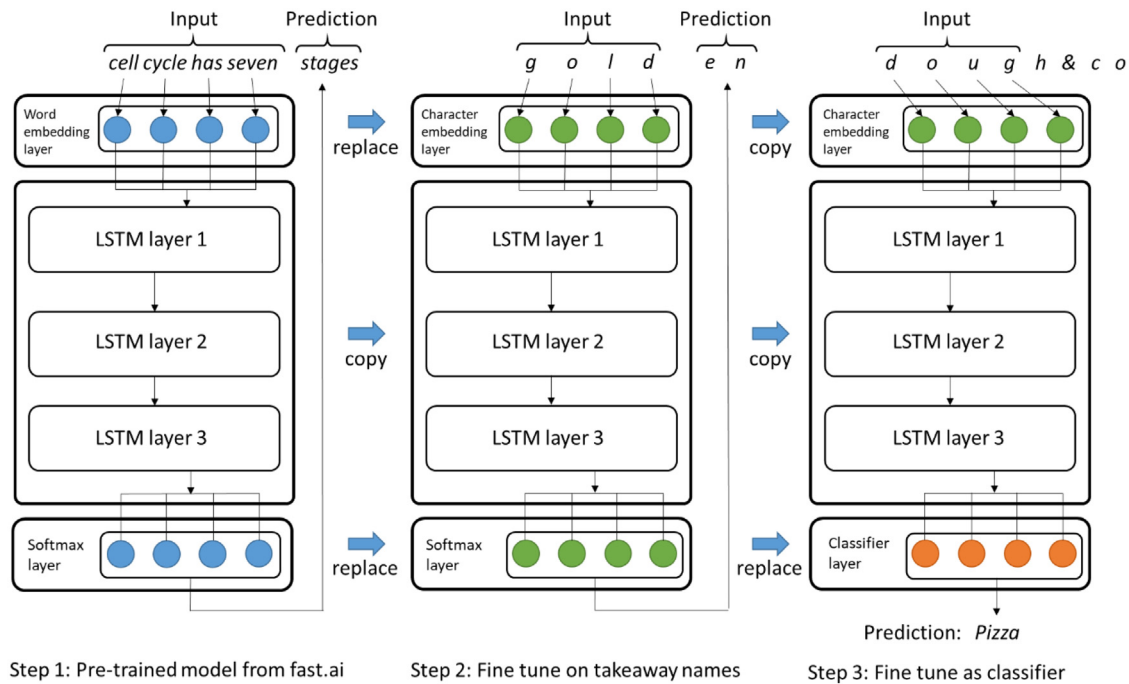 Input Prediction
cell cycle has seven stages
Word
embedding
layer
LSTM layer 1
LSTM layer 2
LSTM layer 3
Softmax
layer
Step 1: Pre-trained model from fast.ai
replace
copy
replace
Input Prediction
g o l d e n
Character
embedding
layer
LSTM layer 1
LSTM layer 2
LSTM layer 3
Softmax
layer
Step 2: Fine tune on takeaway names
copy
copy
replace
Input
d o u g h & c o
Character
embedding
layer
LSTM layer 1
LSTM layer 2
LSTM layer 3
Classifier
layer
Prediction: Pizza
Step 3: Fine tune as classifier